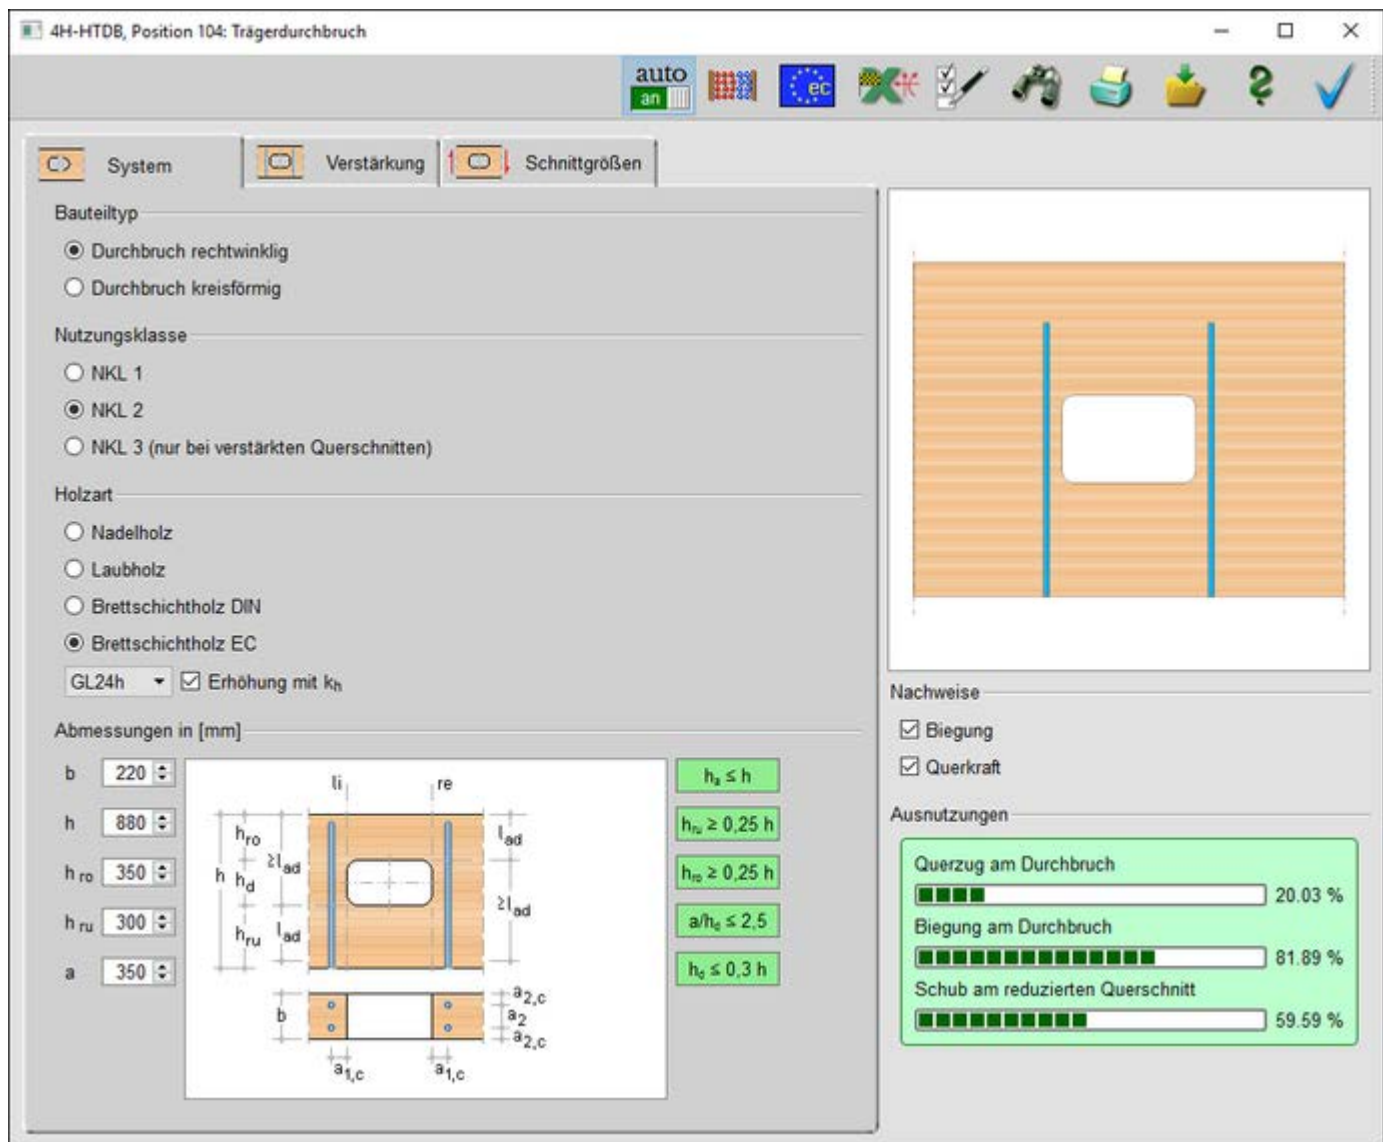 4H-HTDB, Position 104: Trägerdurchbruch
auto
an
ec
System
Verstärkung
Schnittgrößen
Bauteiltyp
Durchbruch rechtwinklig
Durchbruch kreisförmig
Nutzungsklasse
NKL 1
NKL 2
NKL 3 (nur bei verstärkten Querschnitten)
Holzart
Nadelholz
Laubholz
Brettschichtholz DIN
Brettschichtholz EC
GL24h Erhöhung mit kh
Abmessungen in [mm]
b 220
h 880
h ro 350
h ru 300
a 350
li re
hro
≥lad
lad
h hd
≥lad
hru lad
b
a2,c
a2
a2,c
a1,c a1,c
ha ≤ h
hru ≥ 0,25 h
hro ≥ 0,25 h
a/hd ≤ 2,5
hd ≤ 0,3 h
Nachweise
Biegung
Querkraft
Ausnutzungen
Querzug am Durchbruch
20.03 %
Biegung am Durchbruch
81.89 %
Schub am reduzierten Querschnitt
59.59 %